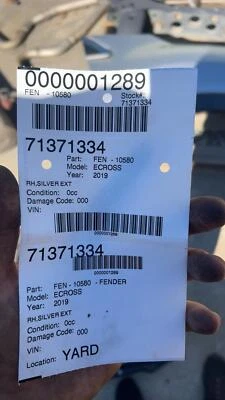 0000001289
FEN - 10580
Stock#:
71371334
71371334
Part: FEN - 10580
Model: ECROSS
Year: 2019
RH,SILVER EXT
Condition: 0cc
Damage Code: 000
VIN:
0000001289
71371334
0000001289
Part: FEN - 10580 - FENDER
Model: ECROSS
Year: 2019
RH,SILVER EXT
Condition: 0cc
Damage Code: 000
VIN:
Location: YARD